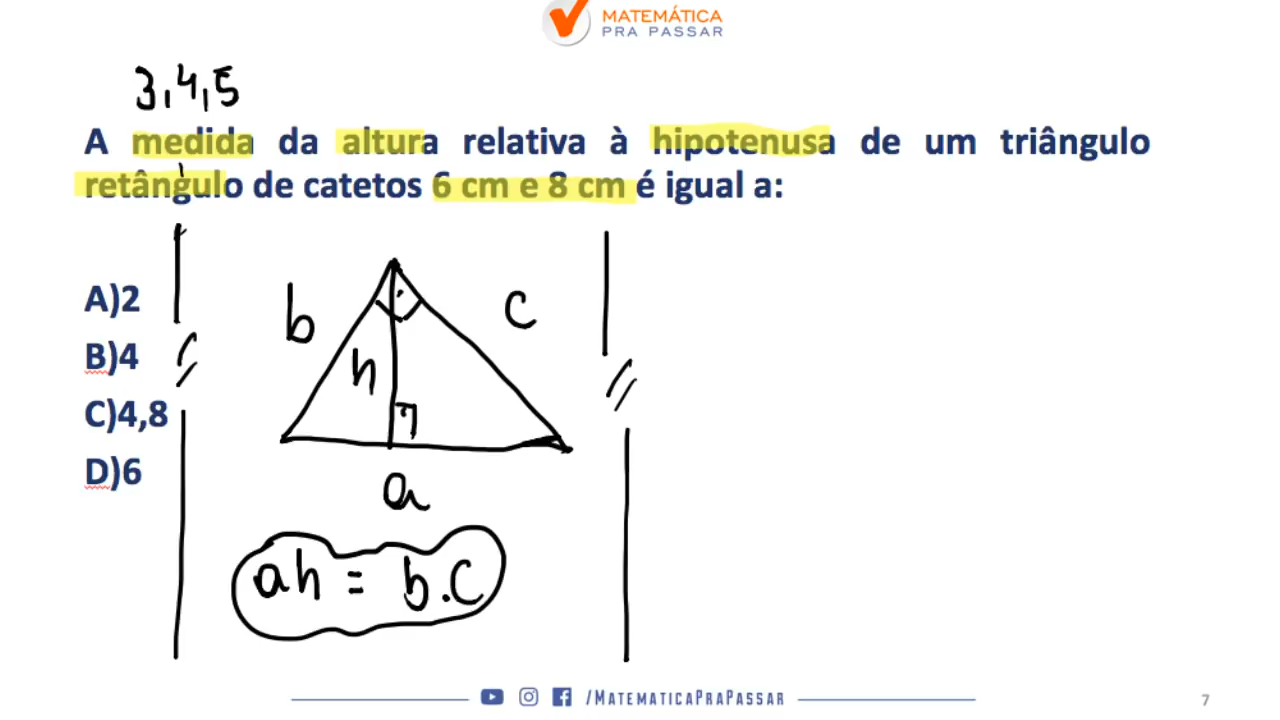 MATEMÁTICA
PRA PASSAR
3,4,5
A medida da altura relativa à hipotenusa de um triângulo
retângulo de catetos 6 cm e 8 cm é igual a:
A)2
B)4
C)4,8
D)6
b
c
h
a
ah = b.c
/MatematicaPraPassar
7